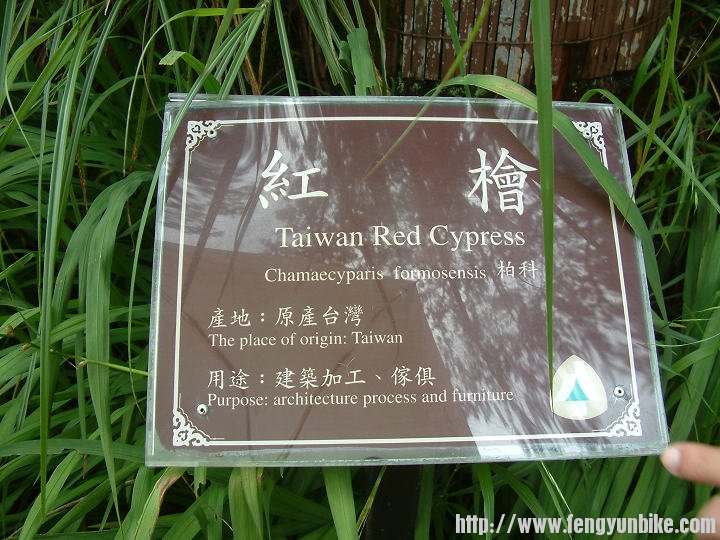 紅 檜
Taiwan Red Cypress
Chamaecyparis formosensis 柏科
產地：原產台灣
The place of origin: Taiwan
用途：建築加工、傢俱
Purpose: architecture process and furniture
http://www.fengyunbike.com